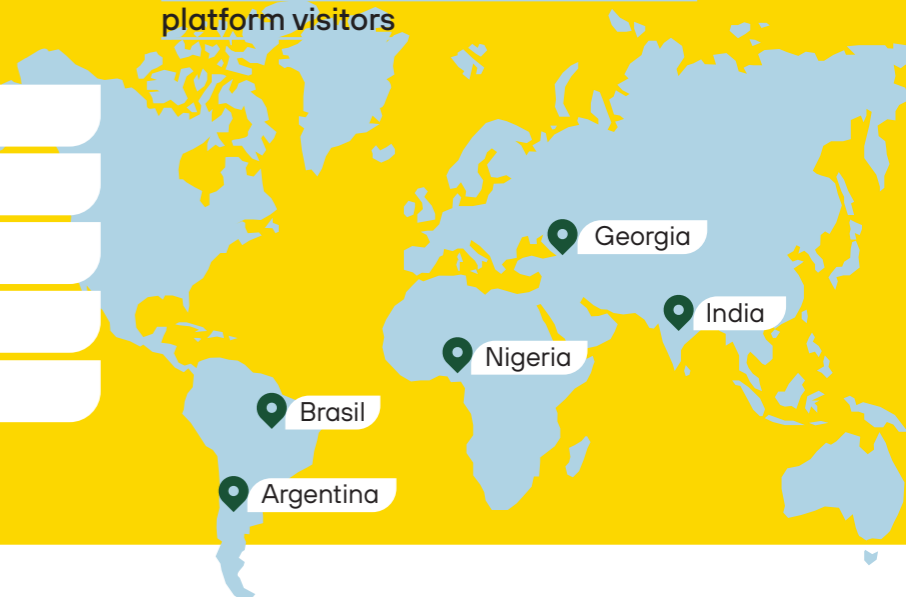 platform visitors
Georgia
India
Nigeria
Brasil
Argentina